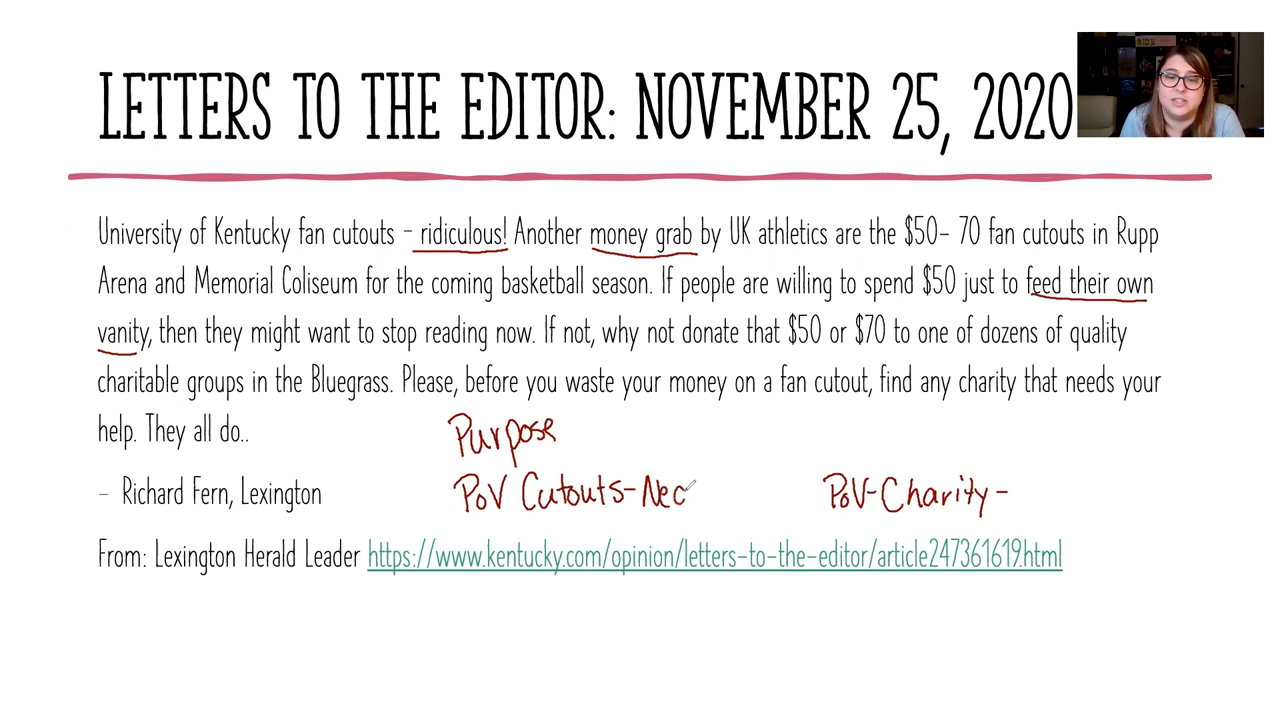 LETTERS TO THE EDITOR: NOVEMBER 25, 2020
University of Kentucky fan cutouts - ridiculous! Another money grab by UK athletics are the $50- 70 fan cutouts in Rupp
Arena and Memorial Coliseum for the coming basketball season. If people are willing to spend $50 just to feed their own
vanity, then they might want to stop reading now. If not, why not donate that $50 or $70 to one of dozens of quality
charitable groups in the Bluegrass. Please, before you waste your money on a fan cutout, find any charity that needs your
help. They all do..
Purpose
- Richard Fern, Lexington
PoV Cutouts-Nec
PoV-Charity-
From: Lexington Herald Leader https://www.kentucky.com/opinion/letters-to-the-editor/article247361619.html